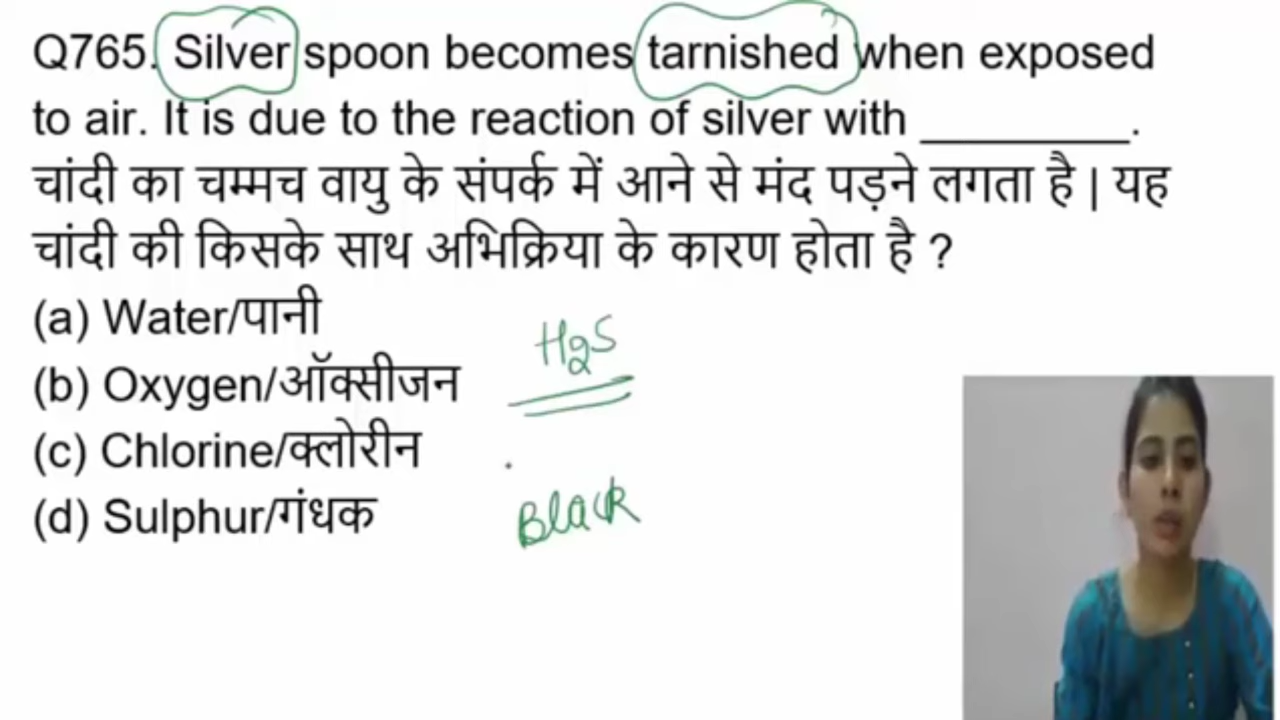 Q765. Silver spoon becomes tarnished when exposed
to air. It is due to the reaction of silver with ________.
चांदी का चम्मच वायु के संपर्क में आने से मंद पड़ने लगता है | यह
चांदी की किसके साथ अभिक्रिया के कारण होता है ?
(a) Water/पानी
H2S
(b) Oxygen/ऑक्सीजन
(c) Chlorine/क्लोरीन
(d) Sulphur/गंधक
Black